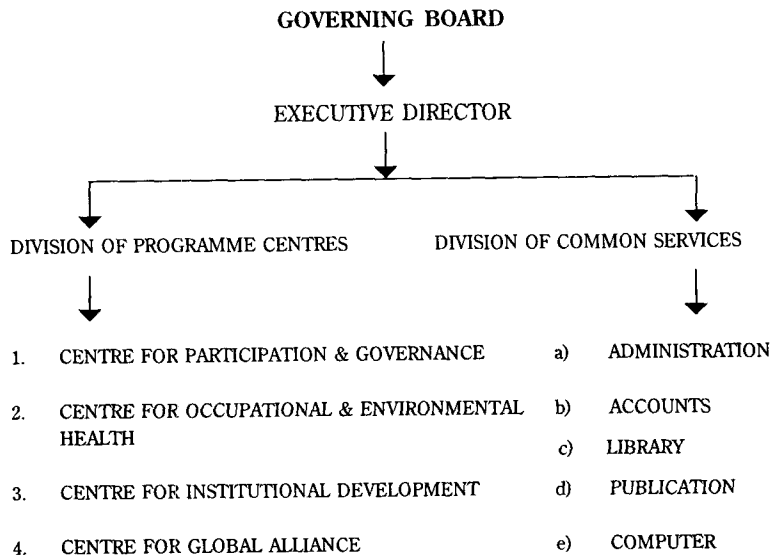 GOVERNING BOARD
EXECUTIVE DIRECTOR
DIVISION OF PROGRAMME CENTRES
1. CENTRE FOR PARTICIPATION & GOVERNANCE
2. CENTRE FOR OCCUPATIONAL & ENVIRONMENTAL
HEALTH
3. CENTRE FOR INSTITUTIONAL DEVELOPMENT
4. CENTRE FOR GLOBAL ALLIANCE
DIVISION OF COMMON SERVICES
a) ADMINISTRATION
b) ACCOUNTS
c) LIBRARY
d) PUBLICATION
e) COMPUTER